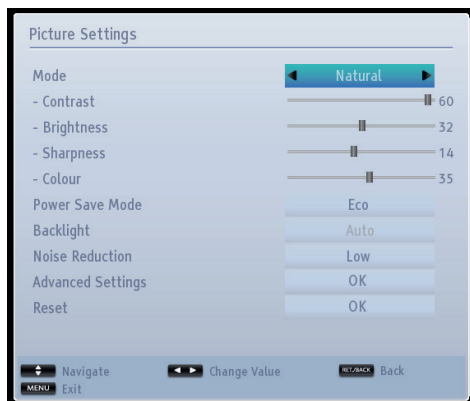 Picture Settings
Mode Natural
- Contrast 60
- Brightness 32
- Sharpness 14
- Colour 35
Power Save Mode Eco
Backlight Auto
Noise Reduction Low
Advanced Settings OK
Reset OK
Navigate Change Value RET./BACK Back
MENU Exit